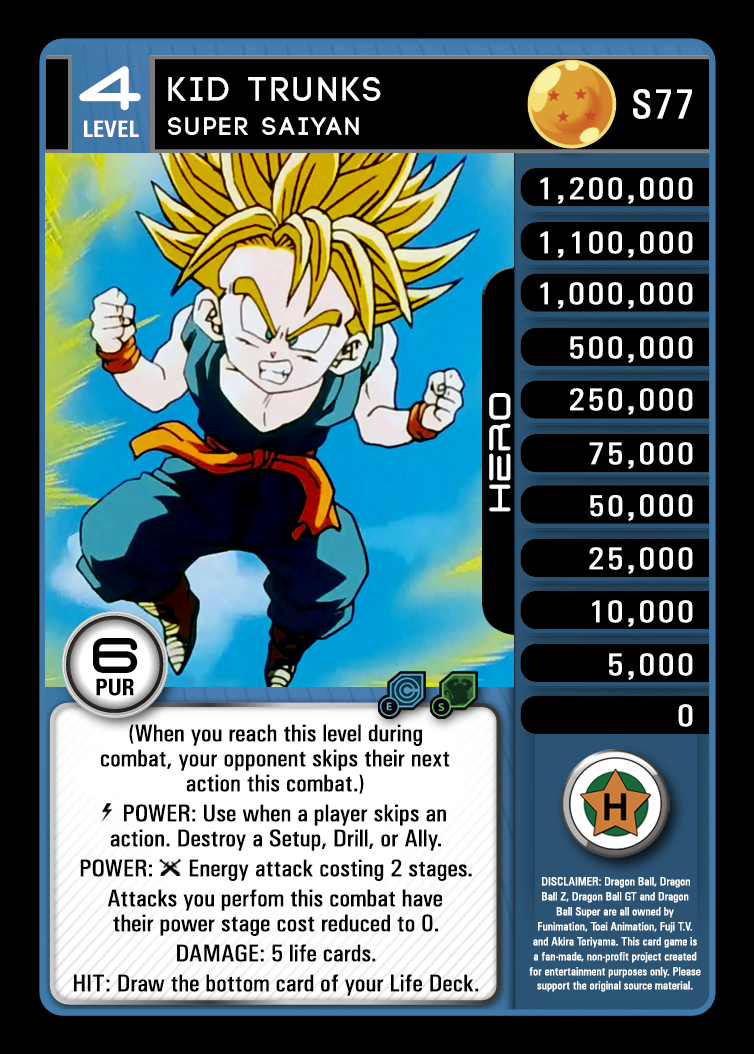 4
LEVEL
KID TRUNKS
SUPER SAIYAN
S77
1,200,000
1,100,000
1,000,000
500,000
250,000
75,000
50,000
25,000
10,000
5,000
0
HERO
6
PUR
E
S
(When you reach this level during
combat, your opponent skips their next
action this combat.)
POWER: Use when a player skips an
action. Destroy a Setup, Drill, or Ally.
POWER: Energy attack costing 2 stages.
Attacks you perfom this combat have
their power stage cost reduced to 0.
DAMAGE: 5 life cards.
HIT: Draw the bottom card of your Life Deck.
H
DISCLAIMER: Dragon Ball, Dragon
Ball Z, Dragon Ball GT and Dragon
Ball Super are all owned by
Funimation, Toei Animation, Fuji T.V.
and Akira Toriyama. This card game is
a fan-made, non-profit project created
for entertainment purposes only. Please
support the original source material.